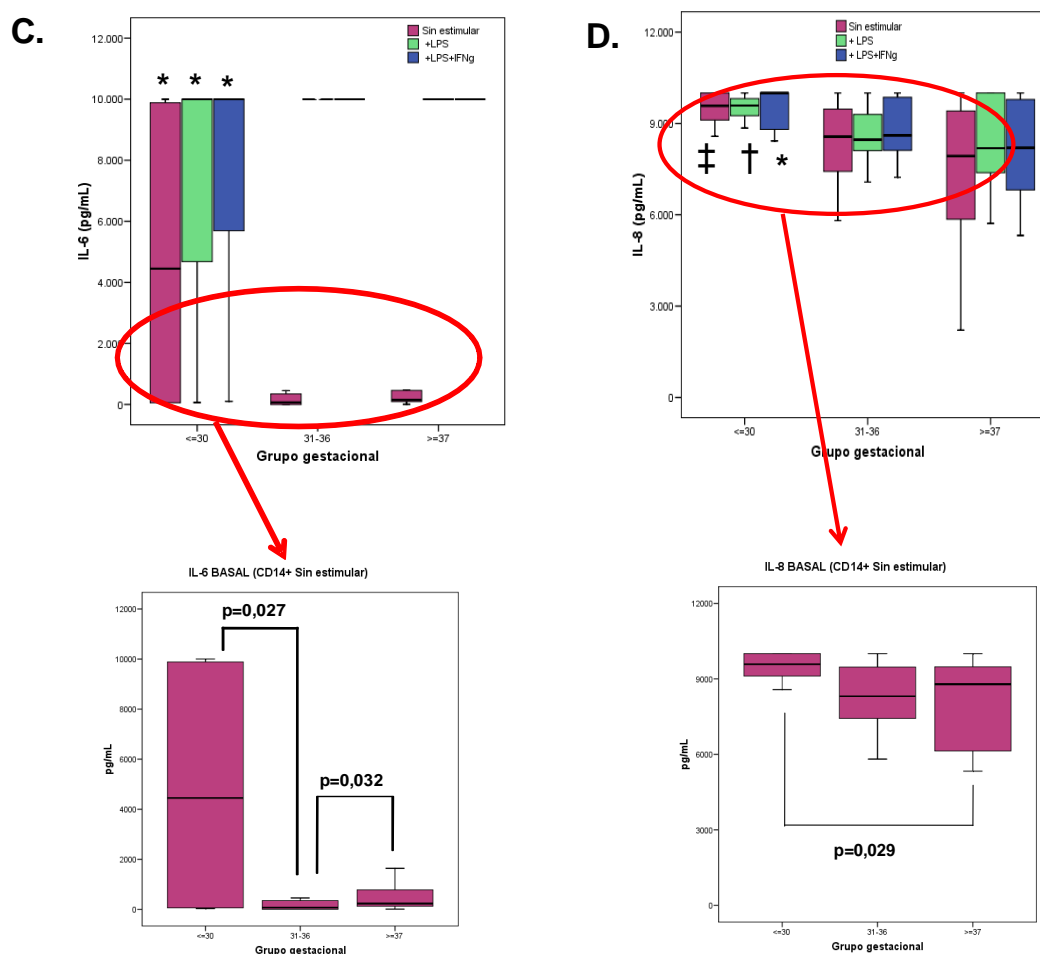 C.
Sin estimular
+LPS
+LPS+IFNg
12.000
10.000
8.000
6.000
4.000
2.000
0
IL-6 (pg/mL)
* * *
<=30
31-36
>=37
Grupo gestacional
D.
Sin estimular
+ LPS
+ LPS+IFNg
12.000
9.000
6.000
3.000
0
IL-8 (pg/mL)
‡ † *
<=30
31-36
>=37
Grupo gestacional
IL-6 BASAL (CD14+ Sin estimular)
12000
10000
8000
6000
4000
2000
0
pg/mL
p=0,027
p=0,032
<=30
31-36
>=37
Grupo gestacional
IL-8 BASAL (CD14+ Sin estimular)
12000
9000
6000
3000
0
pg/mL
p=0,029
<=30
31-36
>=37
Grupo gestacional